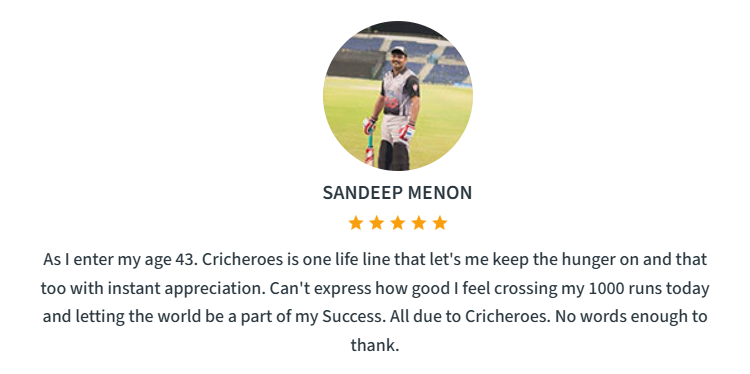 SANDEEP MENON
As I enter my age 43. Cricheroes is one life line that let's me keep the hunger on and that
too with instant appreciation. Can't express how good I feel crossing my 1000 runs today
and letting the world be a part of my Success. All due to Cricheroes. No words enough to
thank.